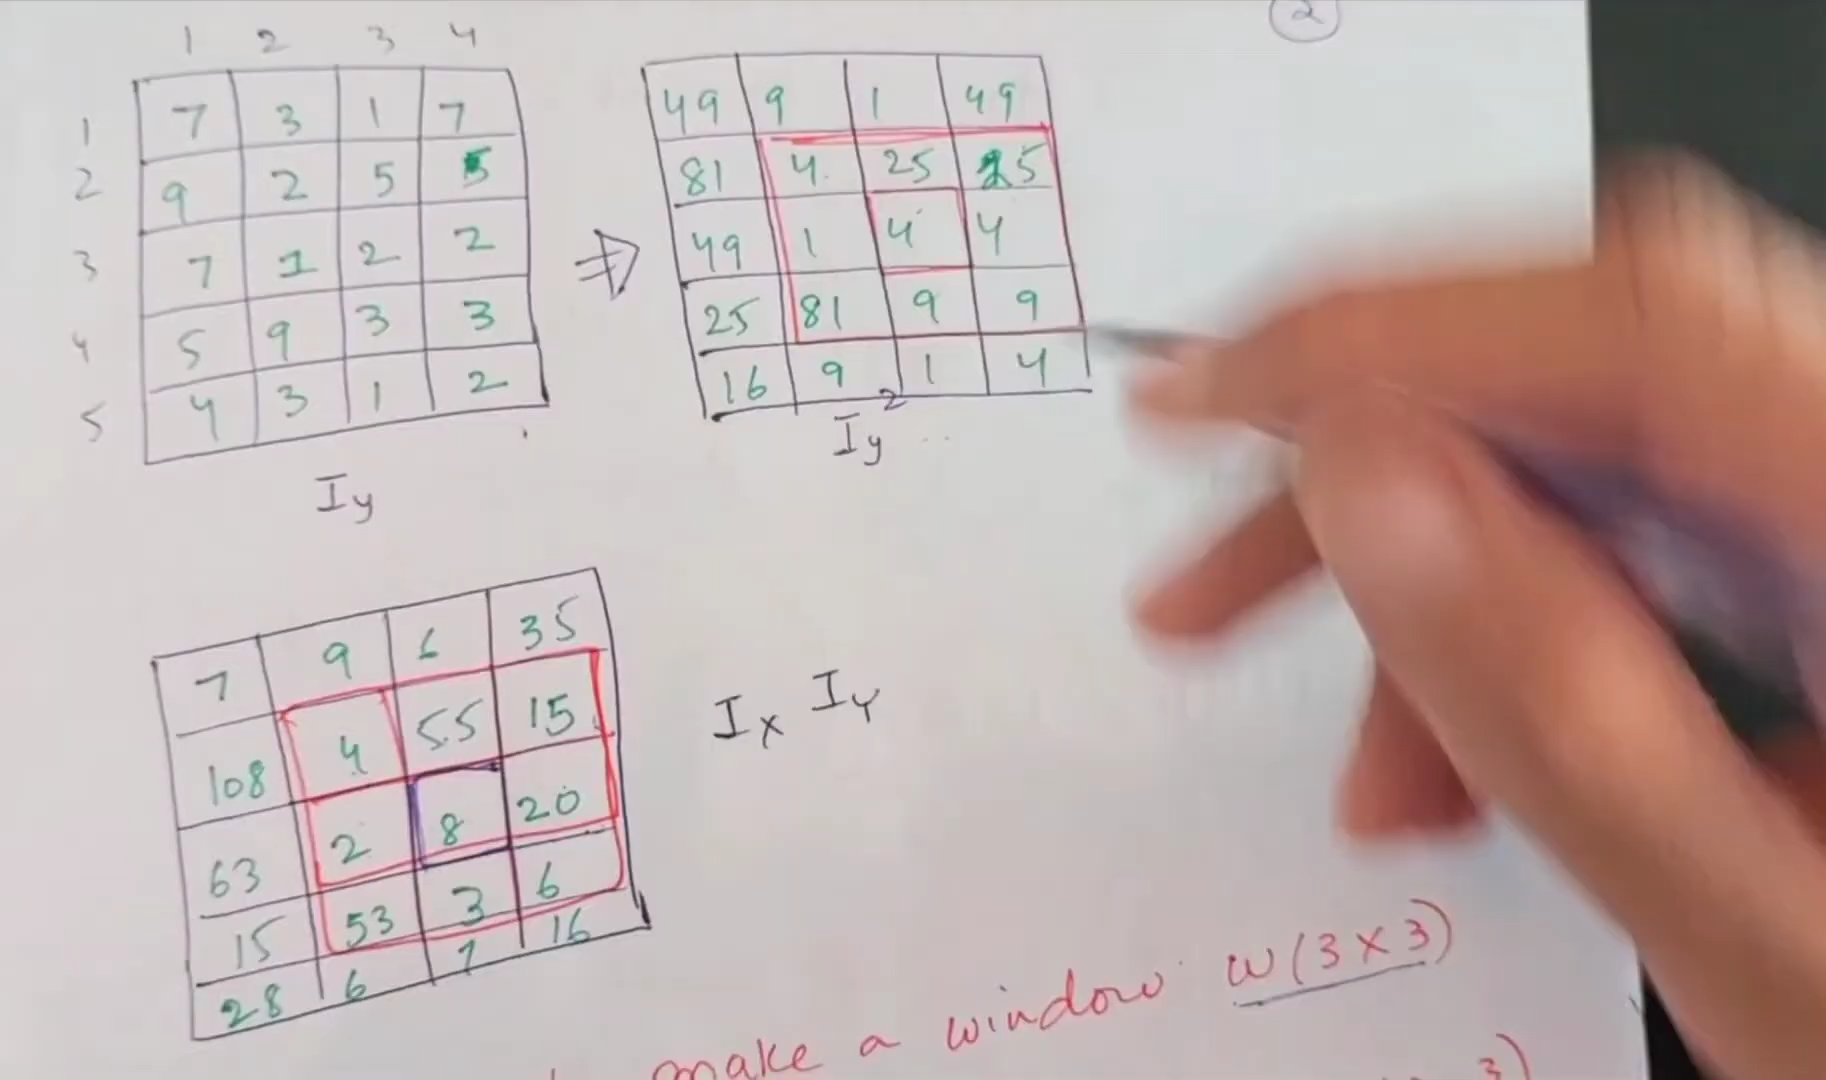 2
1 2 3 4
1 7 3 1 7
2 9 2 5 5
3 7 1 2 2
4 5 9 3 3
5 4 3 1 2
Iy
⇒
49 9 1 49
81 4 25 25
49 1 4 4
25 81 9 9
16 9 1 4
Iy²
7 9 6 35
108 4 55 15
63 2 8 20
15 53 3 6
28 6 1 16
Ix Iy
make a window w(3x3)
3)